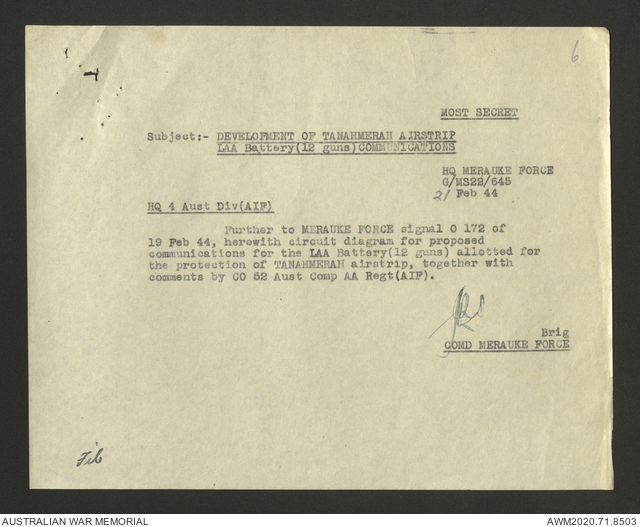 6
MOST SECRET
Subject:- DEVELOPMENT OF TANAHMERAH AIRSTRIP
LAA Battery(12 guns)COMMUNICATIONS
HQ MERAUKE FORCE
G/MS22/645
21 Feb 44
HQ 4 Aust Div(AIF)
Further to MERAUKE FORCE signal O 172 of
19 Feb 44, herewith circuit diagram for proposed
communications for the LAA Battery(12 guns) allotted for
the protection of TANAHMERAH airstrip, together with
comments by CO 52 Aust Comp AA Regt(AIF).
Brig
COMD MERAUKE FORCE
AUSTRALIAN WAR MEMORIAL
AWM2020.71.8503